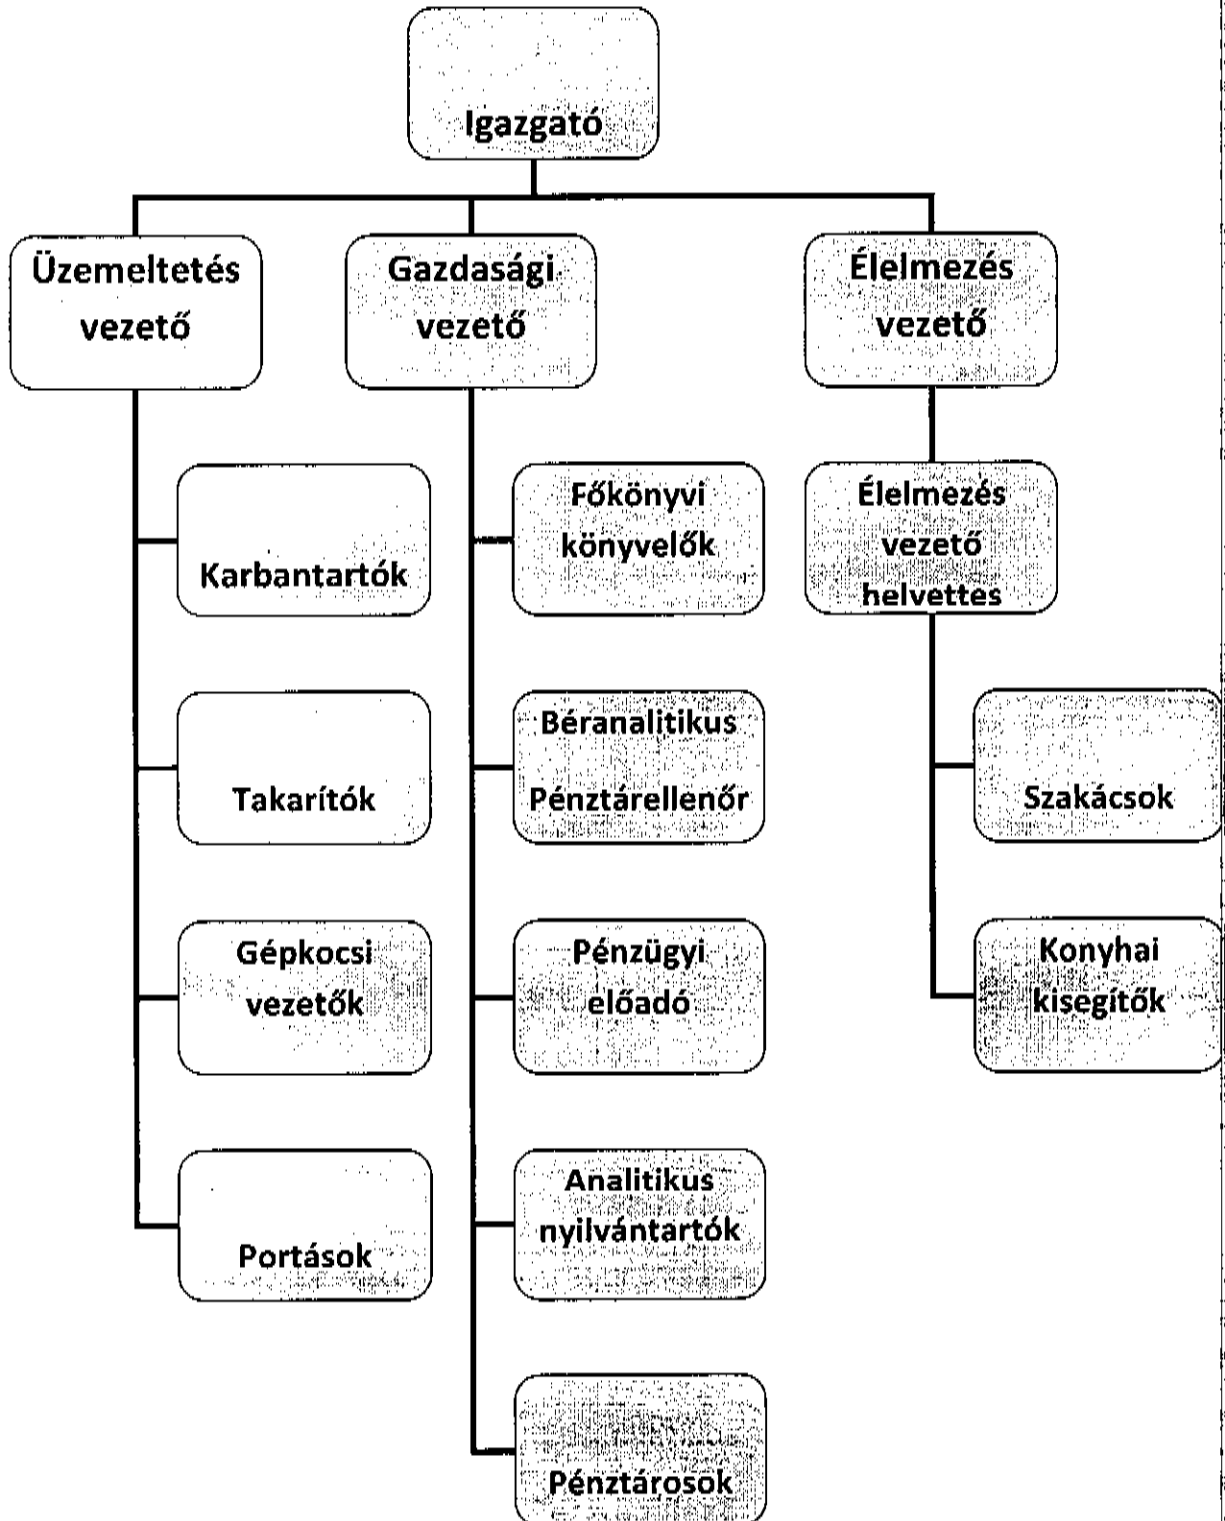 Igazgató
Üzemeltetés
vezető
Gazdasági
vezető
Élelmezés
vezető
Karbantartók
Takarítók
Gépkocsi
vezetők
Portások
Főkönyvi
könyvelők
Béranalitikus
Pénztárellenőr
Pénzügyi
előadó
Analitikus
nyilvántartók
Pénztárosok
Élelmezés
vezető
helvettes
Szakácsok
Konyhai
kisegítők